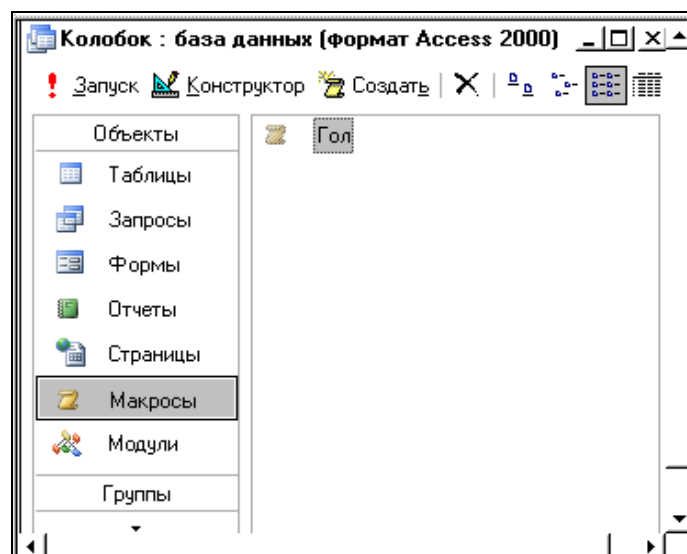 Колобок : база данных (формат Access 2000)
Запуск Конструктор Создать
Объекты
Таблицы
Запросы
Формы
Отчеты
Страницы
Макросы
Модули
Группы
Гол